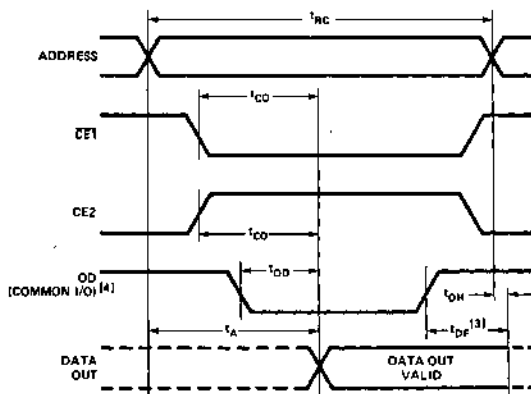 tRC
ADDRESS
tCO
CE1
CE2
tCO
OD
(COMMON I/O)[4]
tOD
tOH
tA
tDF[3]
DATA
OUT
DATA OUT
VALID